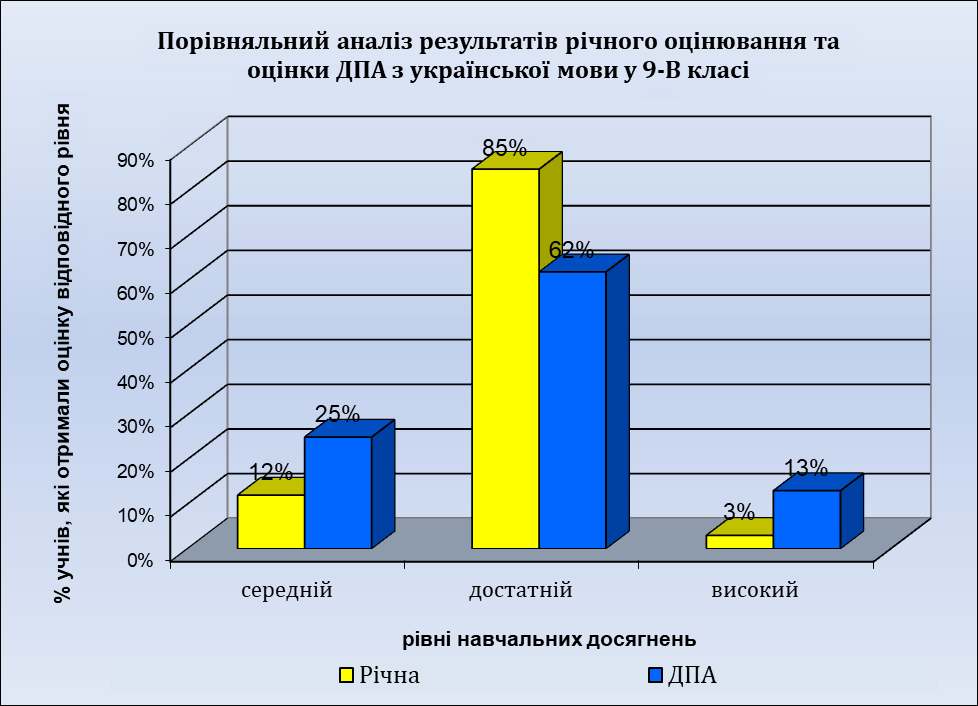 Порівняльний аналіз результатів річного оцінювання та
оцінки ДПА з української мови у 9-В класі
% учнів, які отримали оцінку відповідного рівня
90%
80%
70%
60%
50%
40%
30%
20%
10%
0%
12%
25%
85%
62%
3%
13%
середній
достатній
високий
рівні навчальних досягнень
Річна
ДПА